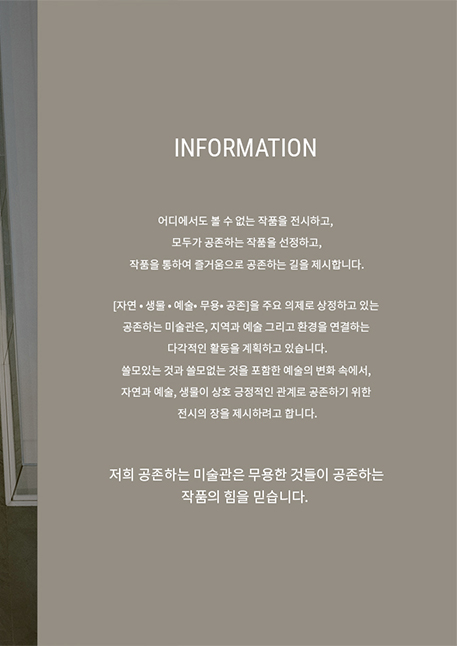 INFORMATION
어디에서도 볼 수 없는 작품을 전시하고,
모두가 공존하는 작품을 선정하고,
작품을 통하여 즐거움으로 공존하는 길을 제시합니다.
[자연 • 생물 • 예술• 무용• 공존]을 주요 의제로 상정하고 있는
공존하는 미술관은, 지역과 예술 그리고 환경을 연결하는
다각적인 활동을 계획하고 있습니다.
쓸모있는 것과 쓸모없는 것을 포함한 예술의 변화 속에서,
자연과 예술, 생물이 상호 긍정적인 관계로 공존하기 위한
전시의 장을 제시하려고 합니다.
저희 공존하는 미술관은 무용한 것들이 공존하는
작품의 힘을 믿습니다.